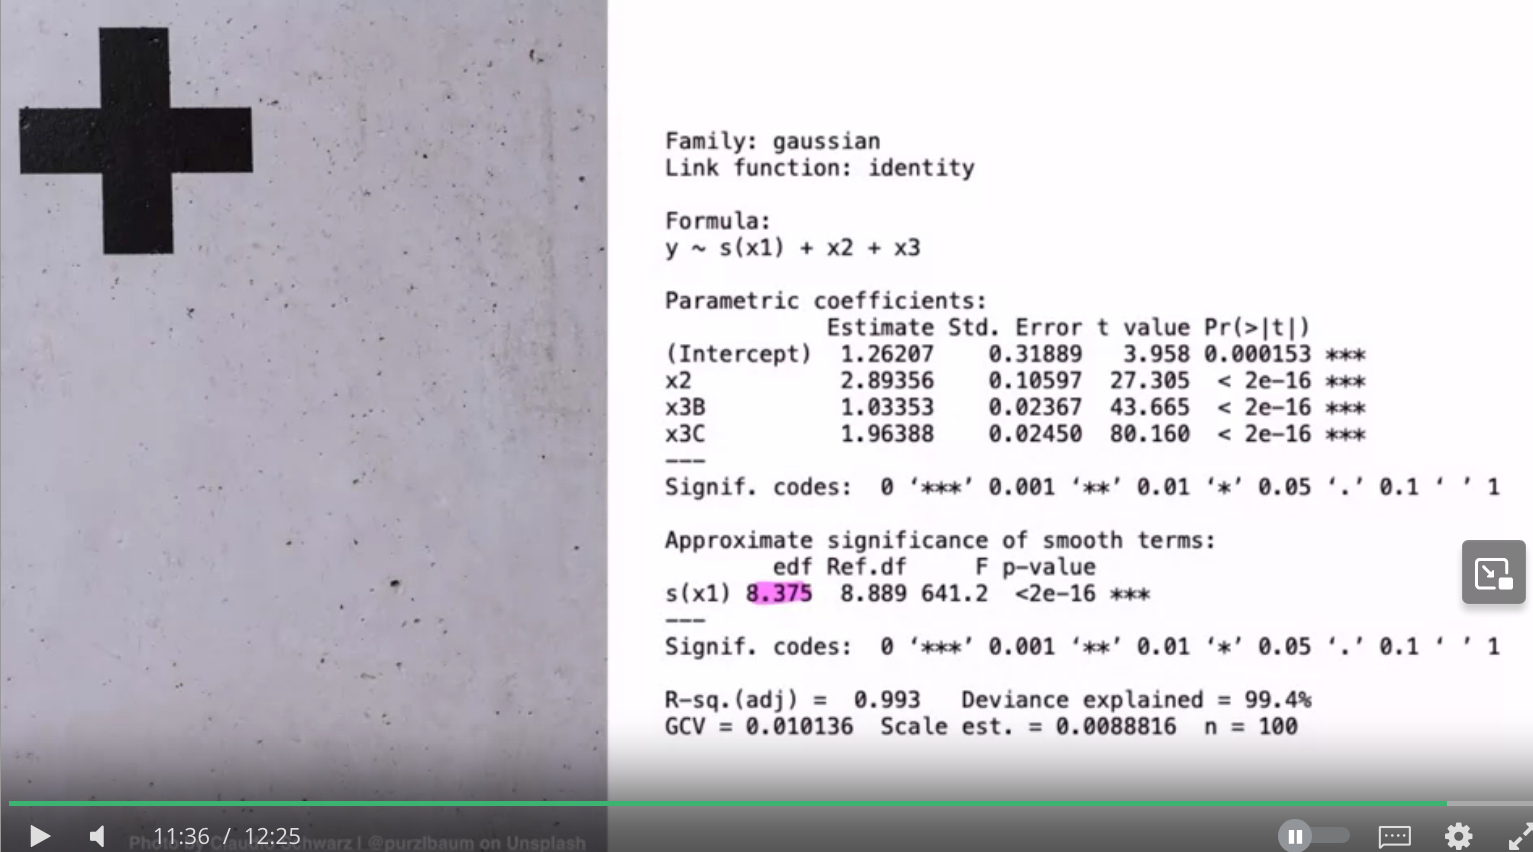 Family: gaussian
Link function: identity
Formula:
y ~ s(x1) + x2 + x3
Parametric coefficients:
Estimate Std. Error t value Pr(>|t|)
(Intercept) 1.26207 0.31889 3.958 0.000153 ***
x2 2.89356 0.10597 27.305 < 2e-16 ***
x3B 1.03353 0.02367 43.665 < 2e-16 ***
x3C 1.96388 0.02450 80.160 < 2e-16 ***
---
Signif. codes: 0 ‘***’ 0.001 ‘**’ 0.01 ‘*’ 0.05 ‘.’ 0.1 ‘ ’ 1
Approximate significance of smooth terms:
edf Ref.df F p-value
s(x1) 8.375 8.889 641.2 <2e-16 ***
---
Signif. codes: 0 ‘***’ 0.001 ‘**’ 0.01 ‘*’ 0.05 ‘.’ 0.1 ‘ ’ 1
R-sq.(adj) = 0.993 Deviance explained = 99.4%
GCV = 0.010136 Scale est. = 0.0088816 n = 100
11:36 / 12:25
Schwarz | @purzlbaum on Unsplash